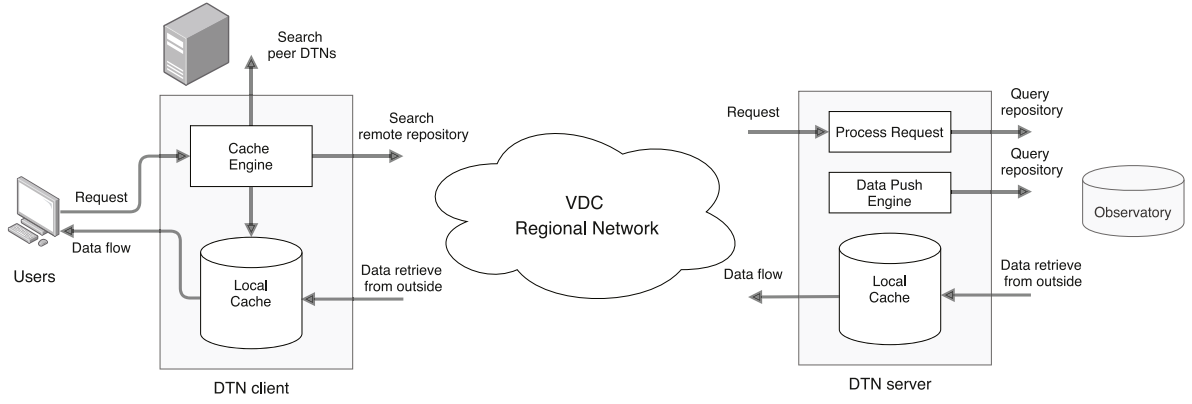 Search
peer DTNs
Cache
Engine
Search
remote repository
Request
Data flow
Users
Local
Cache
Data retrieve
from outside
DTN client
VDC
Regional Network
Request
Process Request
Query
repository
Data Push
Engine
Query
repository
Observatory
Data flow
Local
Cache
Data retrieve
from outside
DTN server